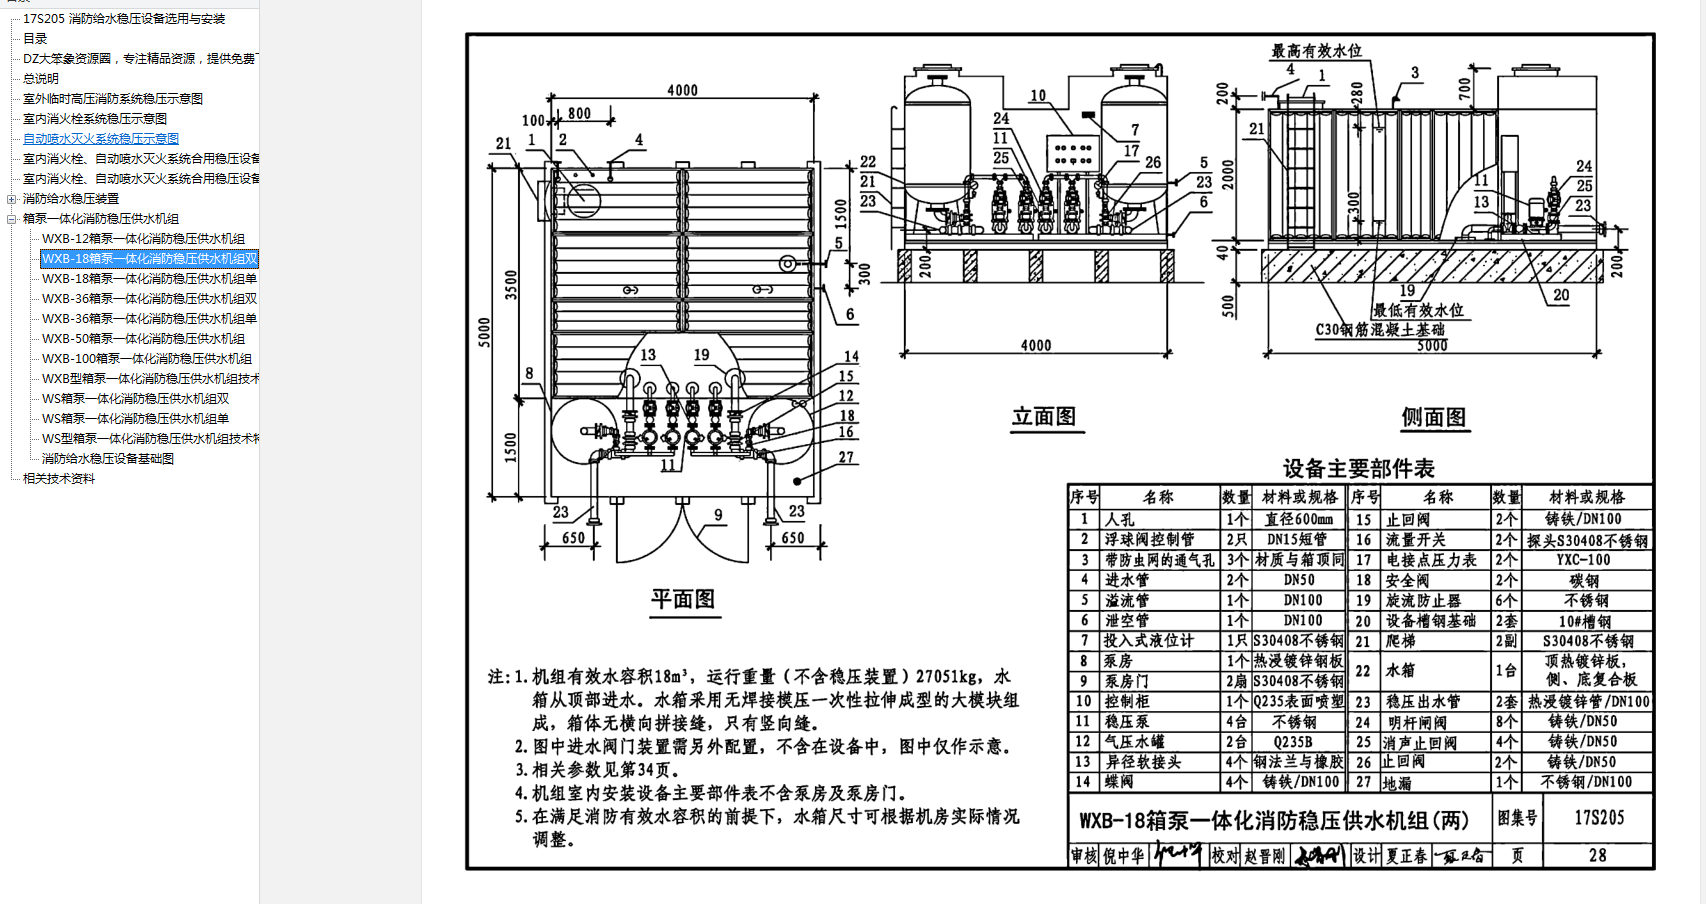 17S205 消防给水稳压设备选用与安装
目录
DZ大笨象资源圈，专注精品资源，提供免费
总说明
室外临时高压消防系统稳压示意图
室内消火栓系统稳压示意图
自动喷水灭火系统稳压示意图
室内消火栓、自动喷水灭火系统合用稳压设备
室内消火栓、自动喷水灭火系统合用稳压设备
消防给水稳压装置
箱泵一体化消防稳压供水机组
WXB-12箱泵一体化消防稳压供水机组
WXB-18箱泵一体化消防稳压供水机组双
WXB-18箱泵一体化消防稳压供水机组单
WXB-36箱泵一体化消防稳压供水机组双
WXB-36箱泵一体化消防稳压供水机组单
WXB-50箱泵一体化消防稳压供水机组
WXB-100箱泵一体化消防稳压供水机组
WXB型箱泵一体化消防稳压供水机组技术
WS箱泵一体化消防稳压供水机组双
WS箱泵一体化消防稳压供水机组单
WS型箱泵一体化消防稳压供水机组技术特
消防给水稳压设备基础图
相关技术资料
4000
100 800
21 1 2 4
1500
5
300
6
3500
5000
1500
13 19
8
14
15
12
18
16
27
11
23 9 23
650 650
平面图
10
24
11
25
7
17
26
22
21
23
5
23
6
200
4000
立面图
最高有效水位
4 1 3
200 280 700
21
2000
1300
11
13
24
25
23
40
500
200
19
20
最低有效水位
C30钢筋混凝土基础
5000
侧面图
注: 1. 机组有效水容积18m³，运行重量（不含稳压装置）27051kg，水
箱从顶部进水。水箱采用无焊接模压一次性拉伸成型的大模块组
成，箱体无横向拼接缝，只有竖向缝。
2. 图中进水阀门装置需另外配置，不含在设备中，图中仅作示意。
3. 相关参数见第34页。
4. 机组室内安装设备主要部件表不含泵房及泵房门。
5. 在满足消防有效水容积的前提下，水箱尺寸可根据机房实际情况
调整。
设备主要部件表
序号 名称 数量 材料或规格 序号 名称 数量 材料或规格
1 人孔 1个 直径600mm 15 止回阀 2个 铸铁/DN100
2 浮球阀控制管 2只 DN15短管 16 流量开关 2个 探头S30408不锈钢
3 带防虫网的通气孔 3个 材质与箱顶同 17 电接点压力表 2个 YXC-100
4 进水管 2个 DN50 18 安全阀 2个 碳钢
5 溢流管 1个 DN100 19 旋流防止器 6个 不锈钢
6 泄空管 1个 DN100 20 设备槽钢基础 2套 10#槽钢
7 投入式液位计 1只 S30408不锈钢 21 爬梯 2副 S30408不锈钢
8 泵房 1个 热浸镀锌钢板 22 水箱 1台 顶热镀锌板，
侧、底复合板
9 泵房门 2扇 S30408不锈钢
10 控制柜 1个 Q235表面喷塑 23 稳压出水管 2套 热浸镀锌管/DN100
11 稳压泵 4台 不锈钢 24 明杆闸阀 8个 铸铁/DN50
12 气压水罐 2台 Q235B 25 消声止回阀 4个 铸铁/DN50
13 异径软接头 4个 钢法兰与橡胶 26 止回阀 2个 铸铁/DN50
14 蝶阀 4个 铸铁/DN100 27 地漏 1个 不锈钢/DN100
WXB-18箱泵一体化消防稳压供水机组(两) 图集号 17S205
审核 倪中华 校对 赵晋刚 设计 夏正春 页 28